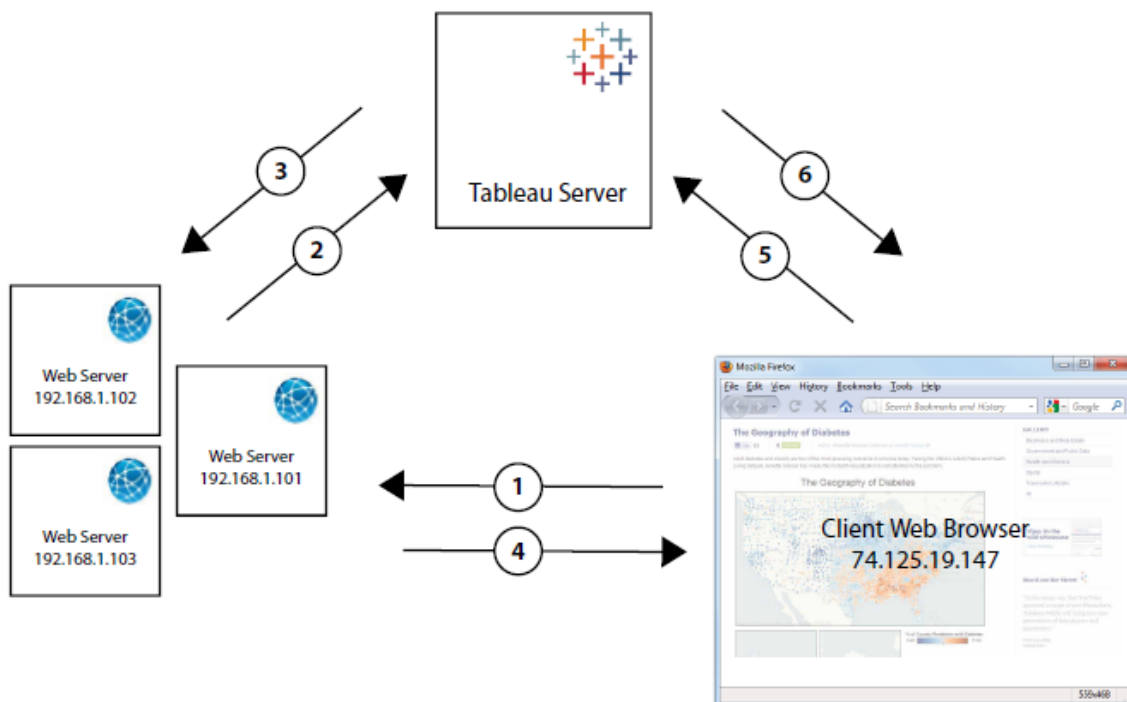 3
2
Tableau Server
6
5
Web Server
192.168.1.102
Web Server
192.168.1.101
Web Server
192.168.1.103
1
4
Mozilla Firefox
File Edit View History Bookmarks Tools Help
Search Bookmarks and History
Google
The Geography of Diabetes
The Geography of Diabetes
Client Web Browser
74.125.19.147
559x468